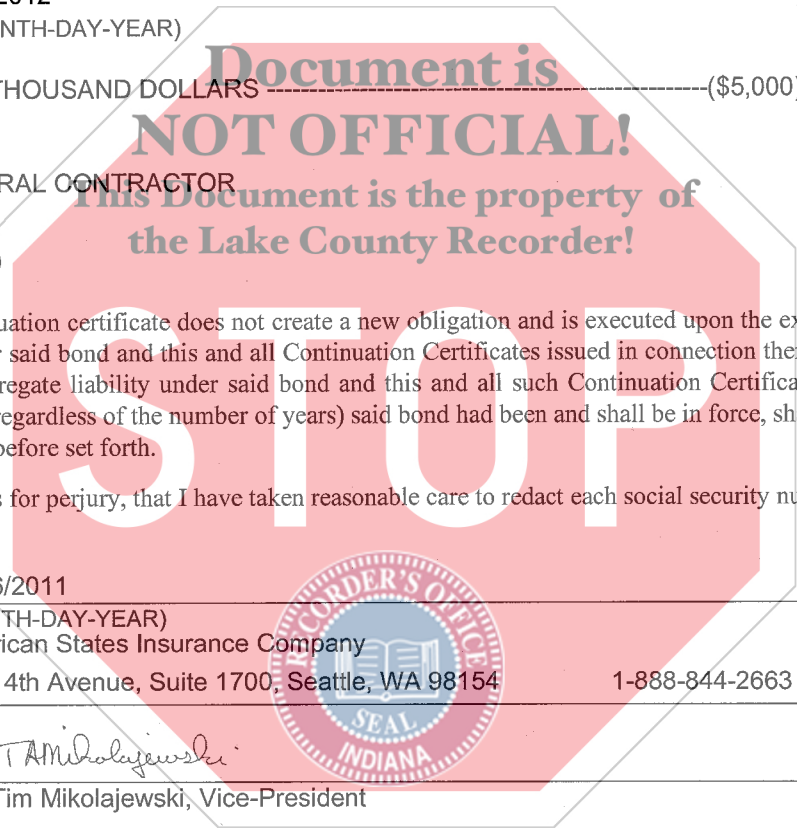 2012
NTH-DAY-YEAR)
THOUSAND DOLLARS ---------------------------------------------------($5,000)
RAL CONTRACTOR
)
uation certificate does not create a new obligation and is executed upon the ex
r said bond and this and all Continuation Certificates issued in connection ther
regate liability under said bond and this and all such Continuation Certifica
regardless of the number of years) said bond had been and shall be in force, sh
before set forth.
s for perjury, that I have taken reasonable care to redact each social security nu
6/2011
TH-DAY-YEAR)
rican States Insurance Company
4th Avenue, Suite 1700, Seattle, WA 98154 1-888-844-2663
TAMikolajewski
Tim Mikolajewski, Vice-President
Document is
NOT OFFICIAL!
This Document is the property of
the Lake County Recorder!
STOP
RECORDER'S OFFICE
SEAL
INDIANA